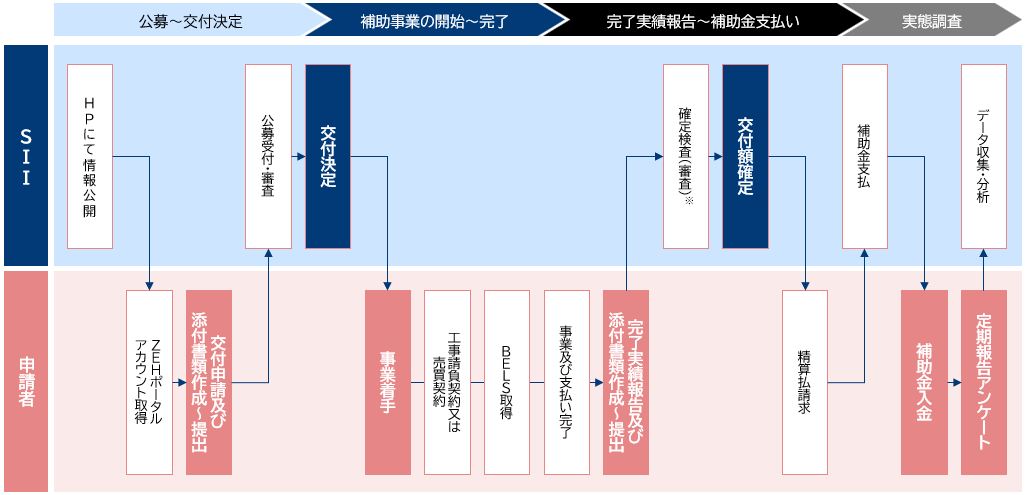 公募～交付決定
補助事業の開始～完了
完了実績報告～補助金支払い
実態調査
SII
HPにて情報公開
公募受付・審査
交付決定
確定検査(審査)※
交付額確定
補助金支払
データ収集・分析
申請者
ZEHポータル
アカウント取得
交付申請及び
添付書類作成～提出
事業着手
工事請負契約又は
売買契約
BELS取得
事業及び支払い完了
完了実績報告及び
添付書類作成～提出
精算払請求
補助金入金
定期報告アンケート